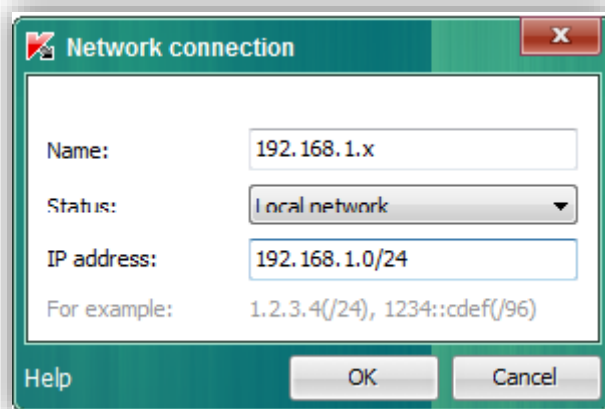 Network connection
x
Name: 192.168.1.x
Status: Local network
IP address: 192.168.1.0/24
For example: 1.2.3.4(/24), 1234::cdef(/96)
Help OK Cancel